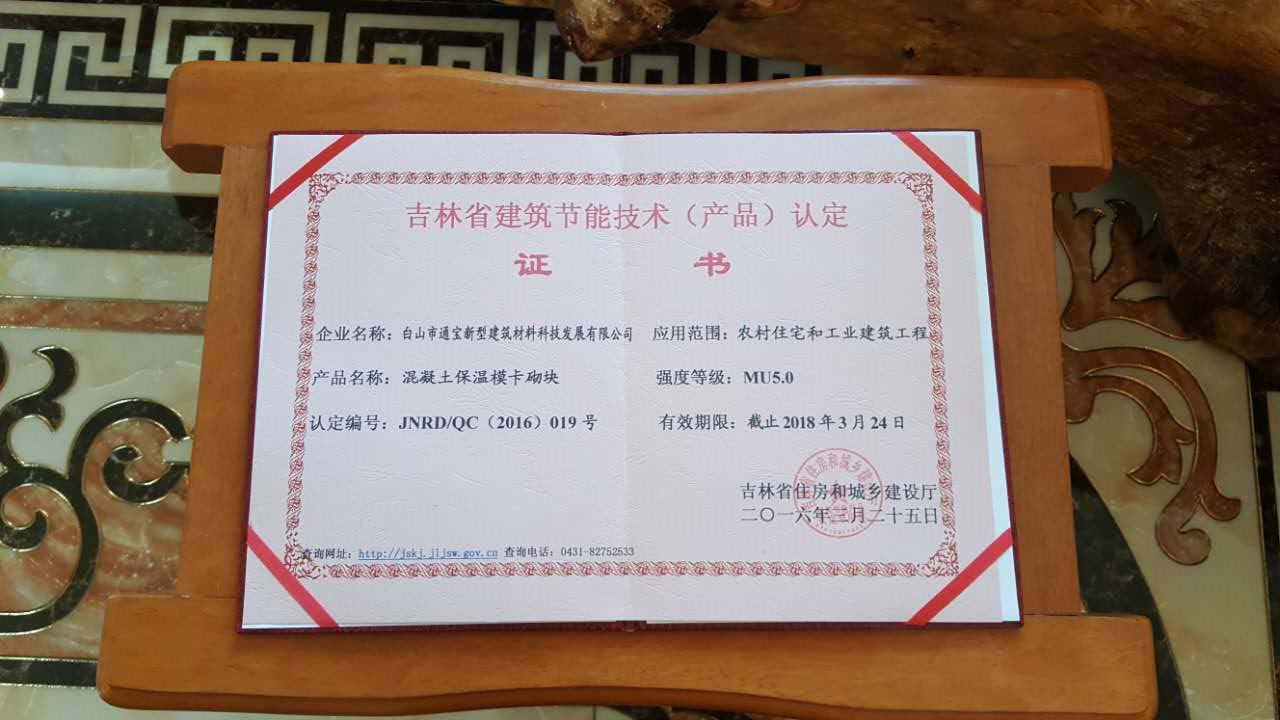 吉林省建筑节能技术（产品）认定
证 书
企业名称：白山市通宝新型建筑材料科技发展有限公司
产品名称：混凝土保温模卡砌块
认定编号：JNRD/QC（2016）019 号
应用范围：农村住宅和工业建筑工程
强度等级：MU5.0
有效期限：截止 2018 年 3 月 24 日
住房和城乡建
吉林省住房和城乡建设厅
二〇一六年三月二十五日
查询网址：http://jskj.jljsw.gov.cn 查询电话：0431-82752533